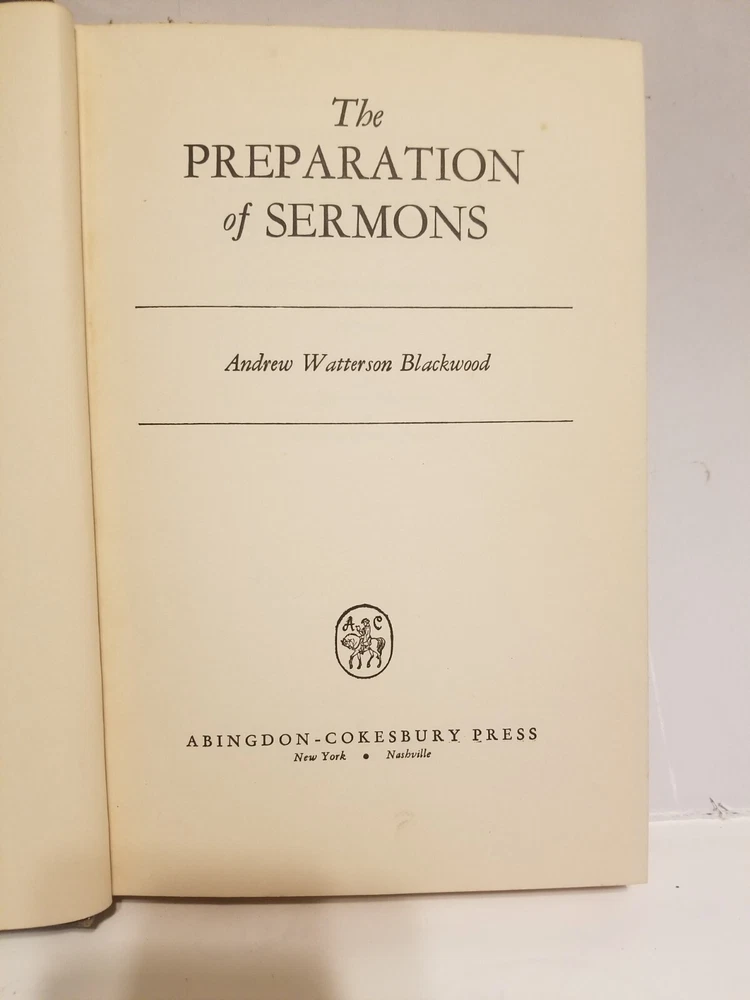 The
PREPARATION
of SERMONS
Andrew Watterson Blackwood
A C
ABINGDON-COKESBURY PRESS
New York • Nashville